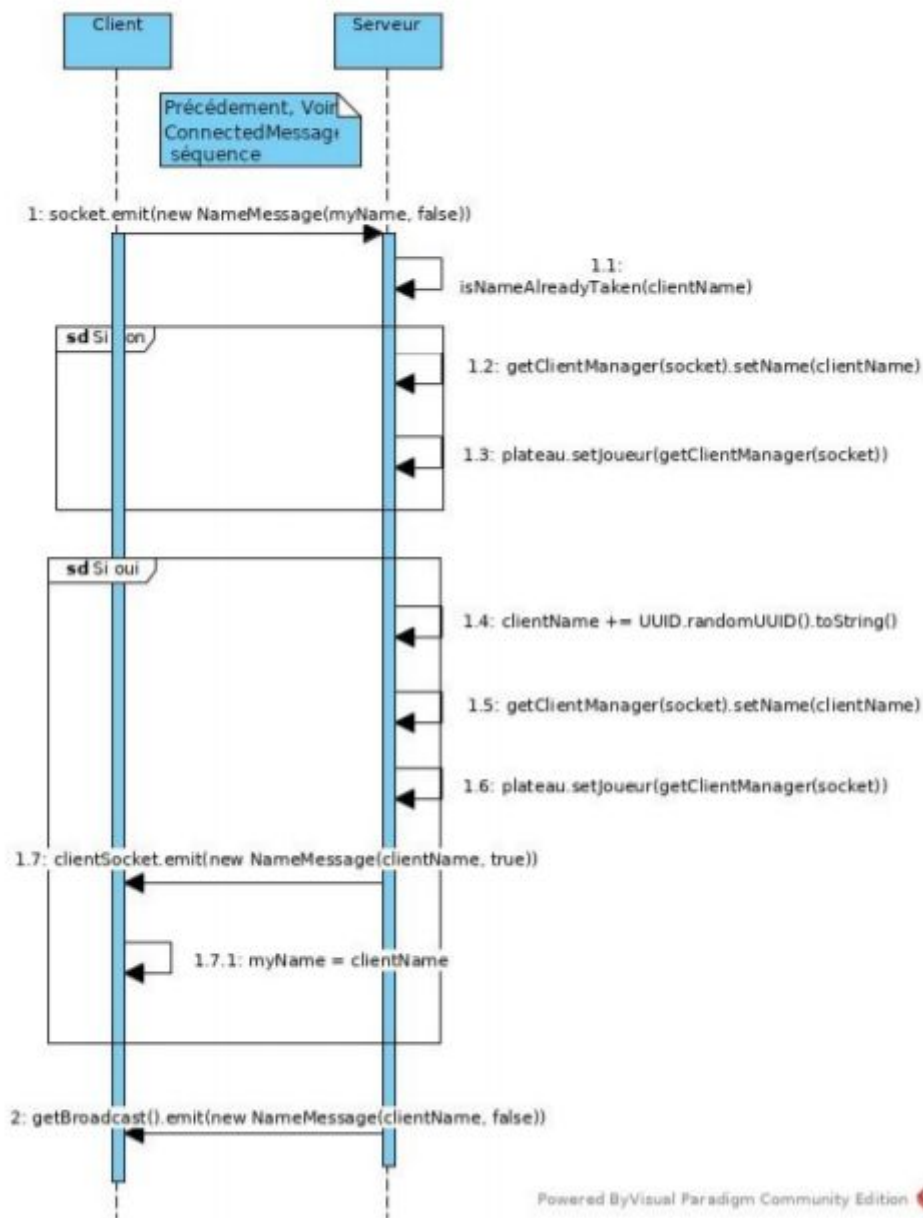 Client
Serveur
Précédement, Voir
ConnectedMessage
séquence
1: socket.emit(new NameMessage(myName, false))
1.1:
isNameAlreadyTaken(clientName)
sd Si on
1.2: getClientManager(socket).setName(clientName)
1.3: plateau.setJoueur(getClientManager(socket))
sd Si oui
1.4: clientName += UUID.randomUUID().toString()
1.5: getClientManager(socket).setName(clientName)
1.6: plateau.setJoueur(getClientManager(socket))
1.7: clientSocket.emit(new NameMessage(clientName, true))
1.7.1: myName = clientName
2: getBroadcast().emit(new NameMessage(clientName, false))
Powered ByVisual Paradigm Community Edition